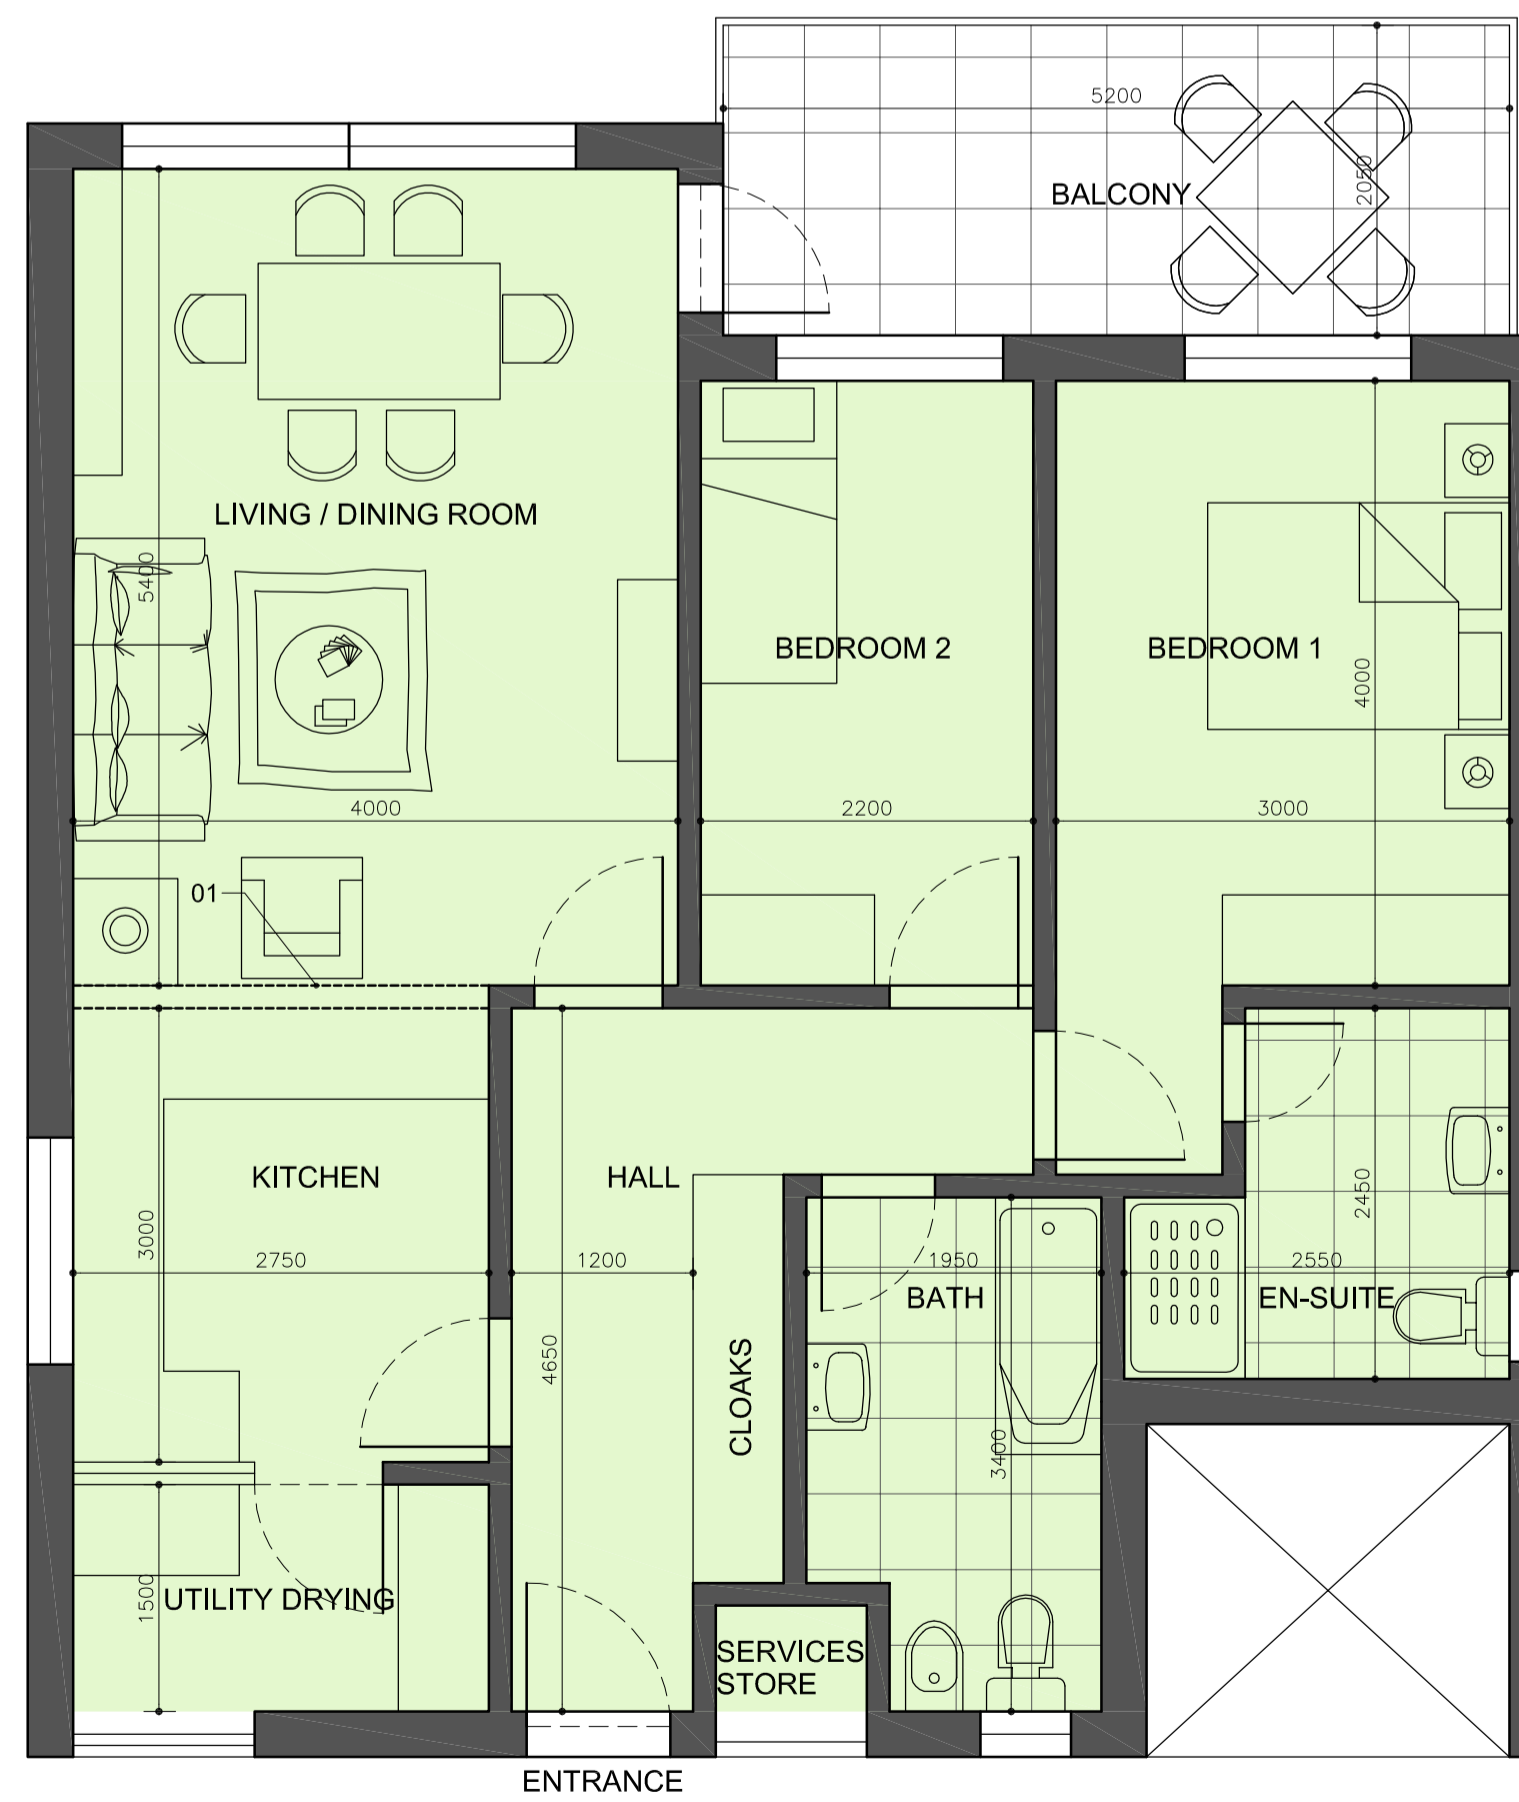 5200
BALCONY
2050
LIVING / DINING ROOM
5400
BEDROOM 2
BEDROOM 1
4000
4000
2200
3000
01
KITCHEN
HALL
3000
2450
2750
1200
1950
2550
BATH
EN-SUITE
4650
CLOAKS
3400
1500
UTILITY DRYING
SERVICES
STORE
ENTRANCE